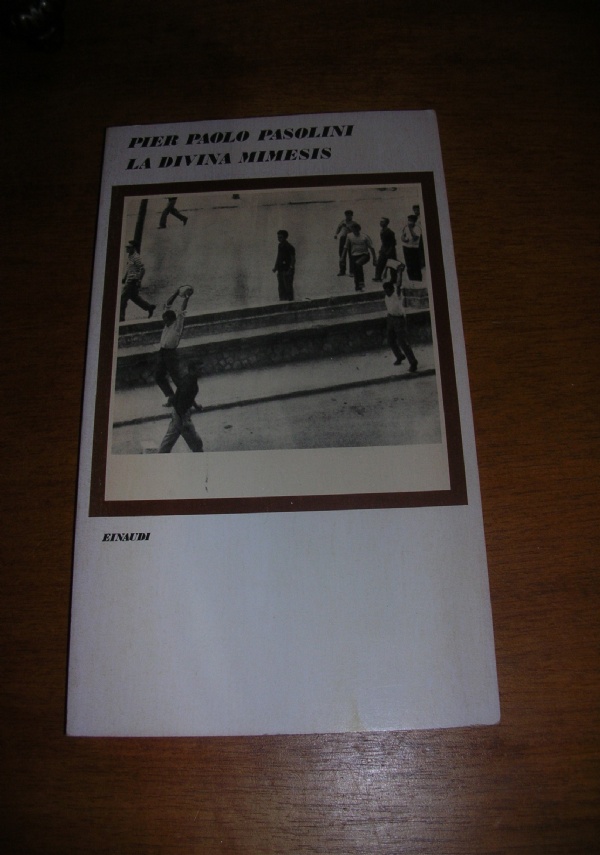 PIER PAOLO PASOLINI
LA DIVINA MIMESIS
EINAUDI